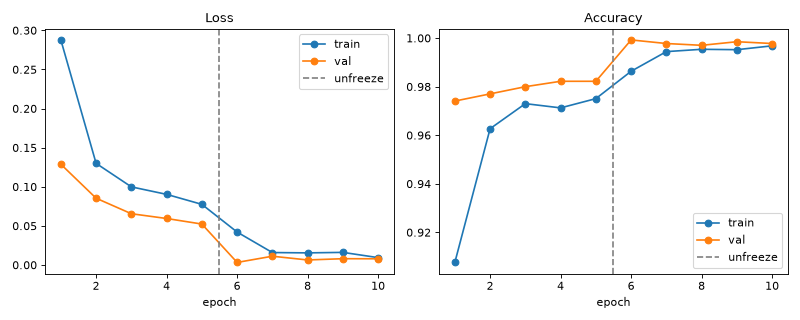 Loss
0.30
0.25
0.20
0.15
0.10
0.05
0.00
2 4 6 8 10
epoch
train
val
unfreeze
Accuracy
1.00
0.98
0.96
0.94
0.92
2 4 6 8 10
epoch
train
val
unfreeze